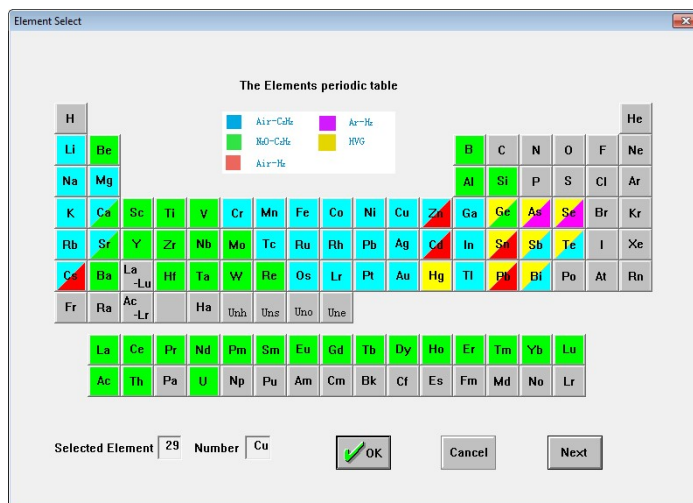 Element Select
The Elements periodic table
Air-C₂H₂ Ar-H₂
N₂O-C₂H₂ HVG
Air-H₂
H He
Li Be B C N O F Ne
Na Mg Al Si P S Cl Ar
K Ca Sc Ti V Cr Mn Fe Co Ni Cu Zn Ga Ge As Se Br Kr
Rb Sr Y Zr Nb Mo Tc Ru Rh Pb Ag Cd In Sn Sb Te I Xe
Cs Ba La-Lu Hf Ta W Re Os Lr Pt Au Hg Tl Pb Bi Po At Rn
Fr Ra Ac-Lr Ha Unh Uns Uno Une
La Ce Pr Nd Pm Sm Eu Gd Tb Dy Ho Er Tm Yb Lu
Ac Th Pa U Np Pu Am Cm Bk Cf Es Fm Md No Lr
Selected Element 29 Number Cu OK Cancel Next